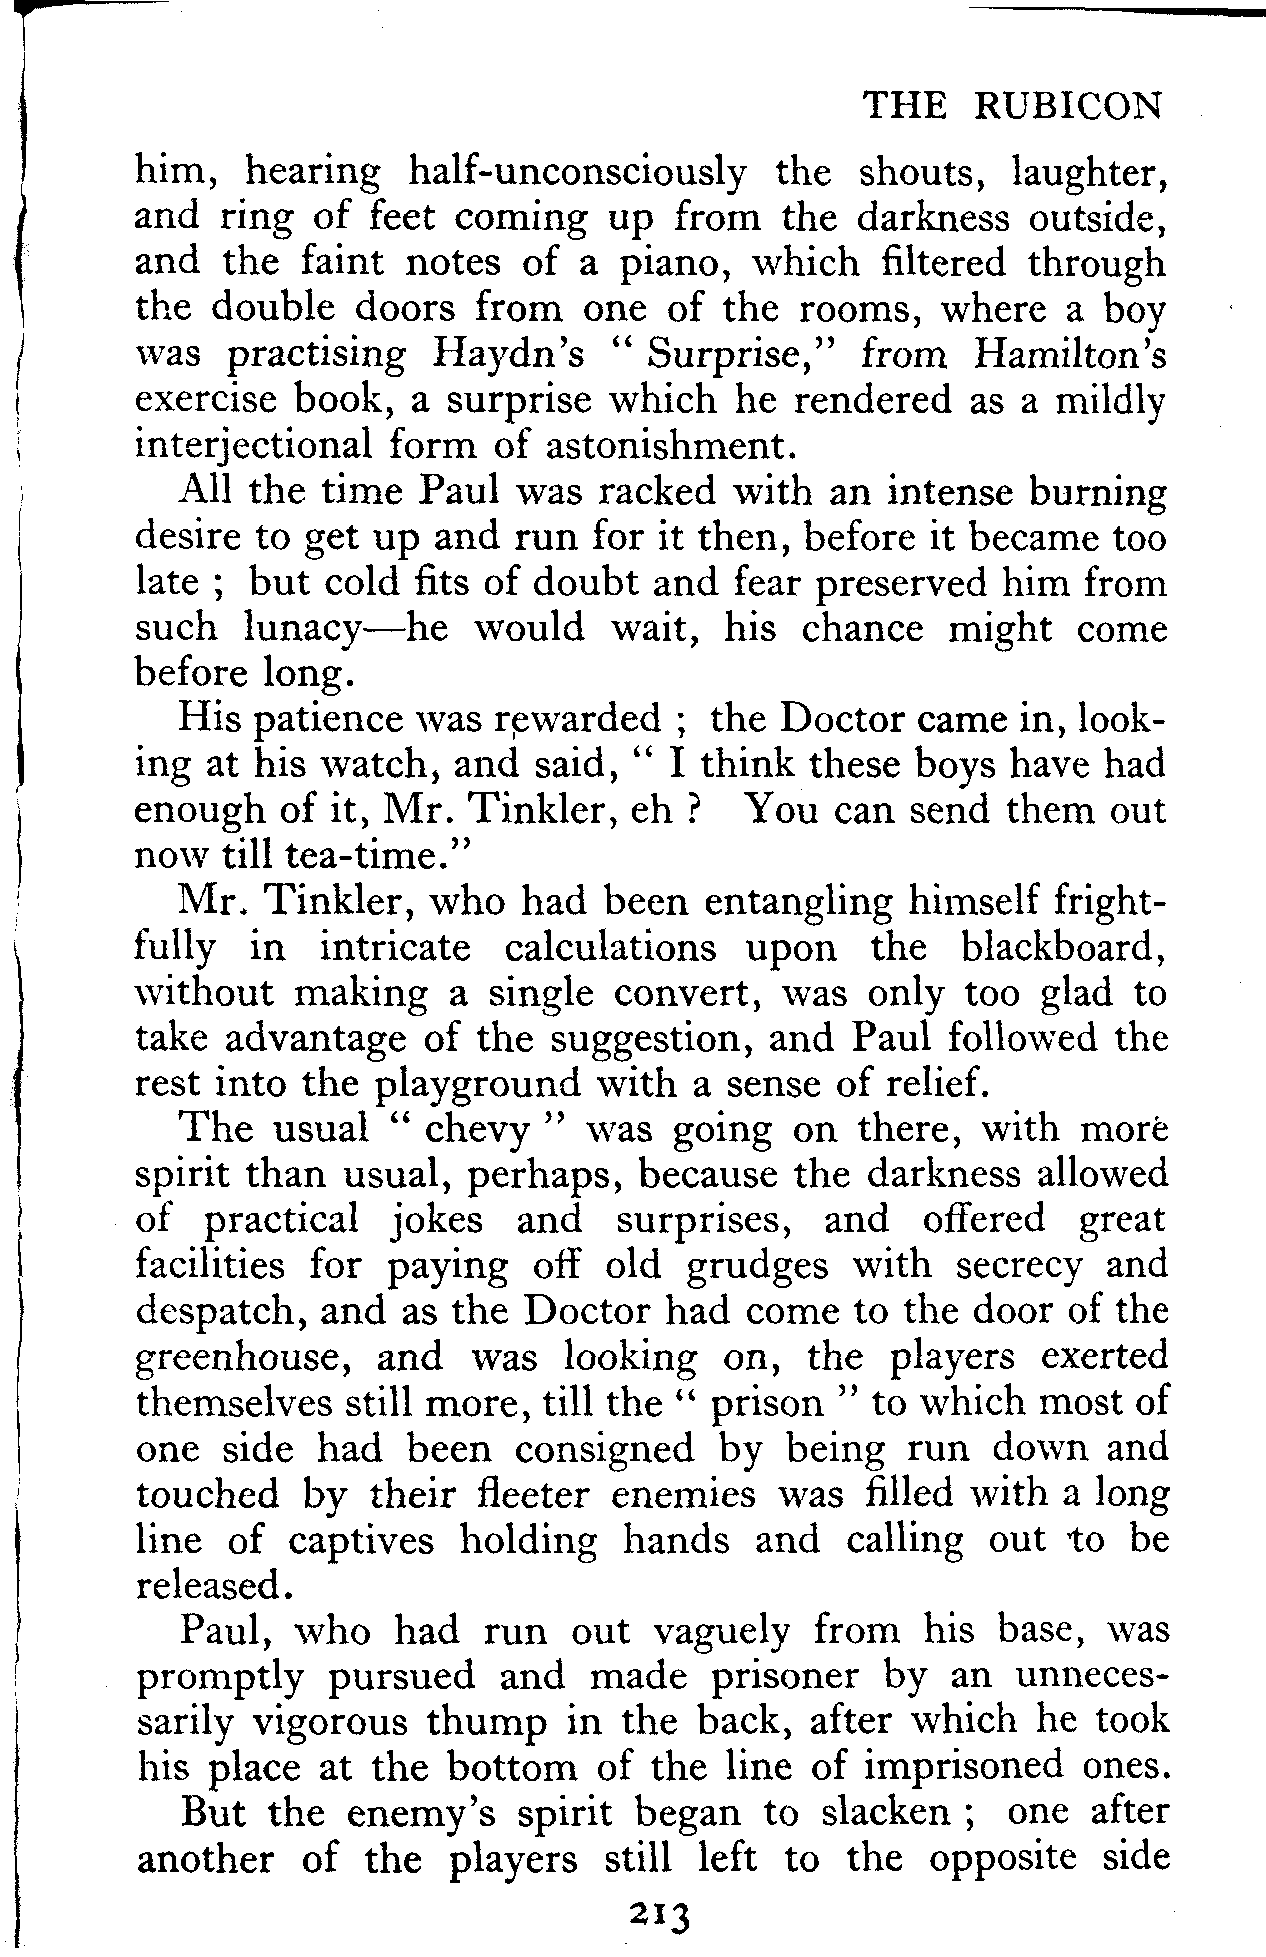 THE RUBICON
him, hearing half-unconsciously the shouts, laughter,
and ring of feet coming up from the darkness outside,
and the faint notes of a piano, which filtered through
the double doors from one of the rooms, where a boy
was practising Haydn's “ Surprise,” from Hamilton's
exercise book, a surprise which he rendered as a mildly
interjectional form of astonishment.
All the time Paul was racked with an intense burning
desire to get up and run for it then, before it became too
late ; but cold fits of doubt and fear preserved him from
such lunacy—he would wait, his chance might come
before long.
His patience was rewarded ; the Doctor came in, look-
ing at his watch, and said, “ I think these boys have had
enough of it, Mr. Tinkler, eh ? You can send them out
now till tea-time.”
Mr. Tinkler, who had been entangling himself fright-
fully in intricate calculations upon the blackboard,
without making a single convert, was only too glad to
take advantage of the suggestion, and Paul followed the
rest into the playground with a sense of relief.
The usual “ chevy ” was going on there, with more
spirit than usual, perhaps, because the darkness allowed
of practical jokes and surprises, and offered great
facilities for paying off old grudges with secrecy and
despatch, and as the Doctor had come to the door of the
greenhouse, and was looking on, the players exerted
themselves still more, till the “ prison ” to which most of
one side had been consigned by being run down and
touched by their fleeter enemies was filled with a long
line of captives holding hands and calling out to be
released.
Paul, who had run out vaguely from his base, was
promptly pursued and made prisoner by an unneces-
sarily vigorous thump in the back, after which he took
his place at the bottom of the line of imprisoned ones.
But the enemy's spirit began to slacken ; one after
another of the players still left to the opposite side
213